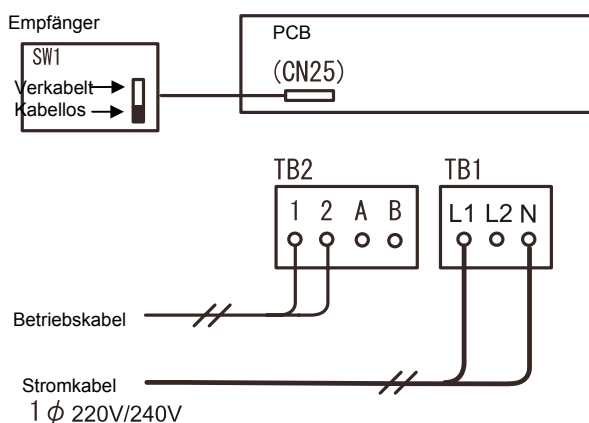 Empfänger
SW1
Verkabelt
Kabellos
PCB
(CN25)
TB2
1 2 A B
TB1
L1 L2 N
Betriebskabel
Stromkabel
1 ϕ 220V/240V